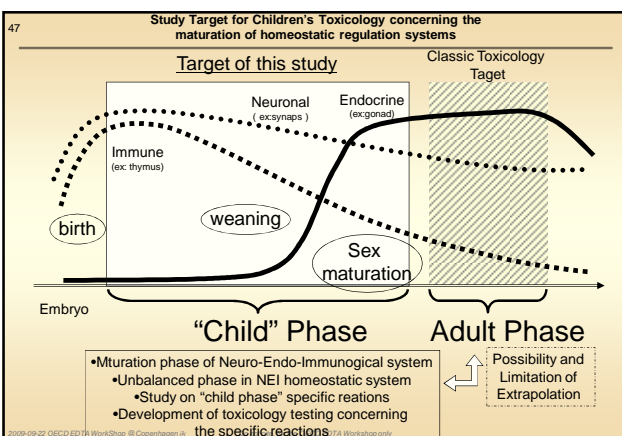 47
Study Target for Children's Toxicology concerning the
maturation of homeostatic regulation systems
Target of this study
Classic Toxicology
Taget
Neuronal
( ex:synaps )
Endocrine
(ex:gonad)
Immune
(ex: thymus)
birth
weaning
Sex
maturation
Embryo
“Child” Phase
Adult Phase
•Mturation phase of Neuro-Endo-Immunogical system
•Unbalanced phase in NEI homeostatic system
•Study on “child phase” specific reations
•Development of toxicology testing concerning
the specific reactions
Possibility and
Limitation of
Extrapolation
2009-09-22 OECD EDTA WorkShop @ Copenhagen.jk
EDTA Workshop only